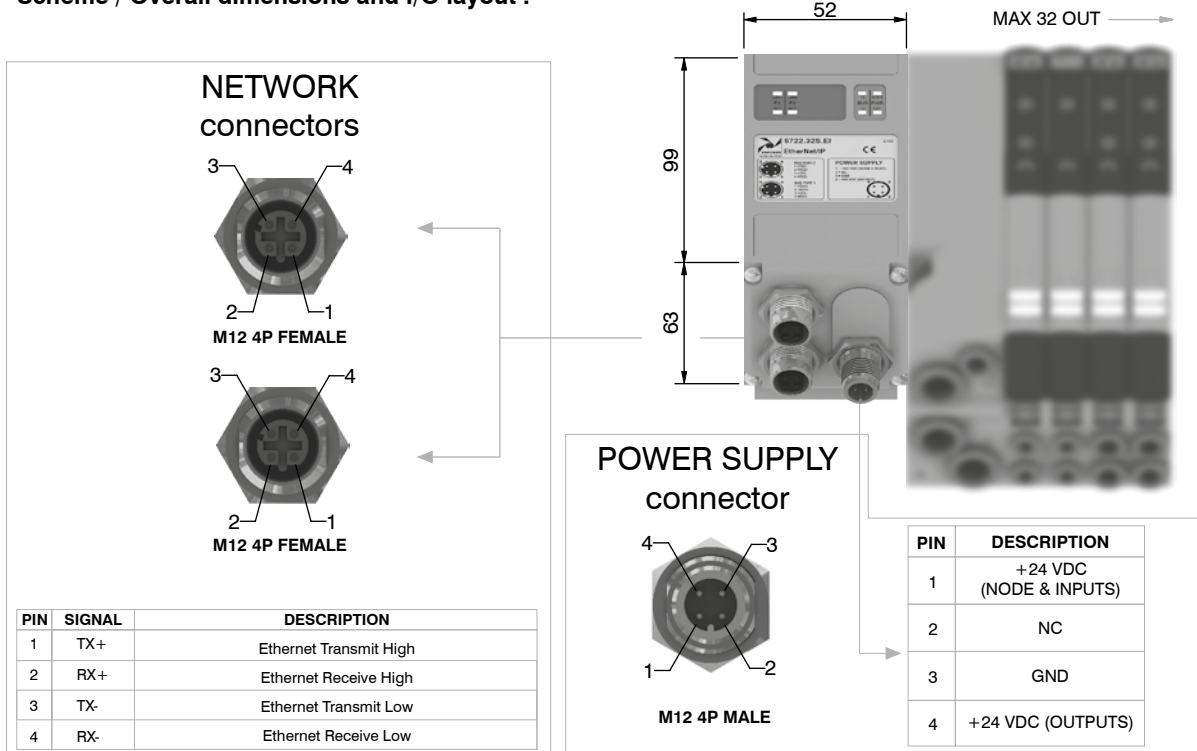 Scheme / Overall dimensions and I/O layout :
NETWORK
connectors
3
4
2
1
M12 4P FEMALE
3
4
2
1
M12 4P FEMALE
PIN SIGNAL DESCRIPTION
1 TX+ Ethernet Transmit High
2 RX+ Ethernet Receive High
3 TX- Ethernet Transmit Low
4 RX- Ethernet Receive Low
52
MAX 32 OUT
99
63
5722.32S.EI
EtherNet/IP
CE
POWER SUPPLY
POWER SUPPLY
connector
4
3
1
2
M12 4P MALE
PIN DESCRIPTION
1 +24 VDC
(NODE & INPUTS)
2 NC
3 GND
4 +24 VDC (OUTPUTS)